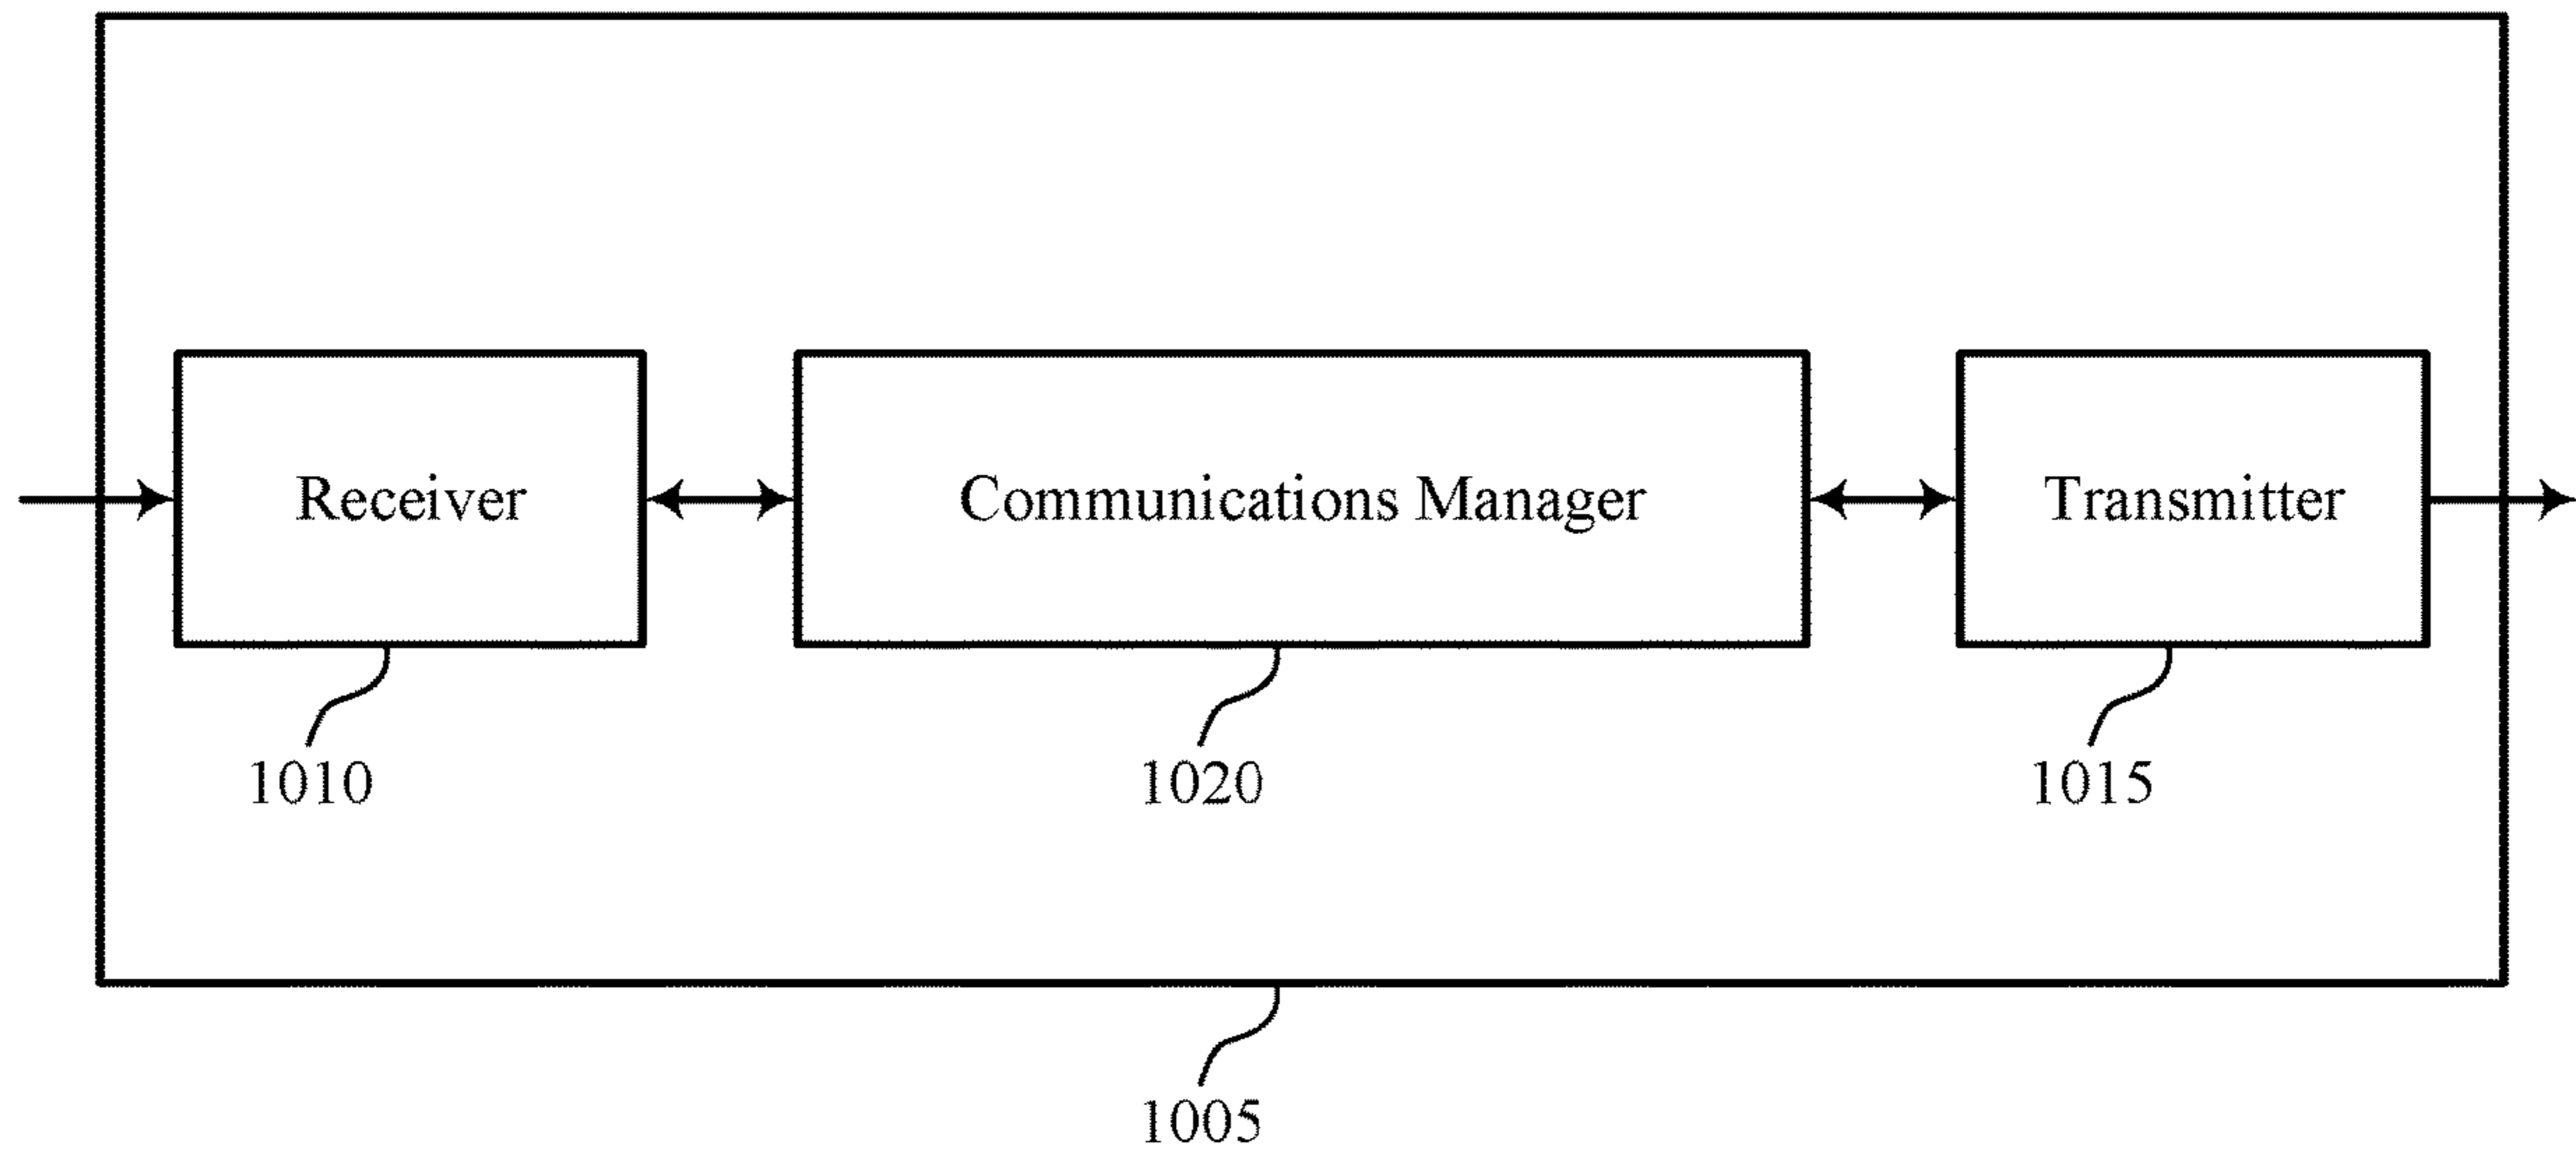 Receiver
Communications Manager
Transmitter
1010
1020
1015
1005